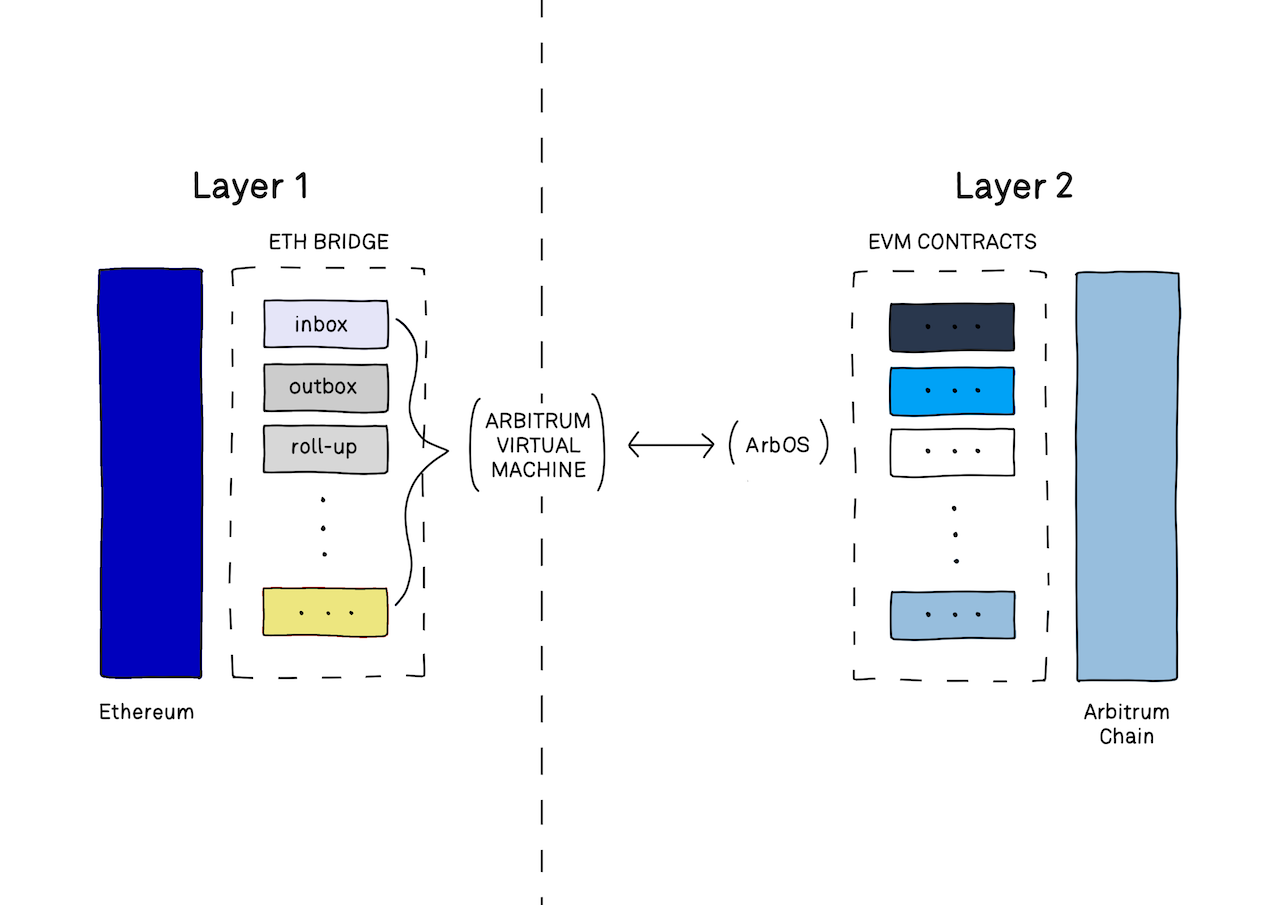 Layer 1
Layer 2
ETH BRIDGE
EVM CONTRACTS
inbox
outbox
roll-up
. . .
ARBITRUM
VIRTUAL
MACHINE
ArbOS
. . .
. . .
. . .
. . .
Ethereum
Arbitrum
Chain